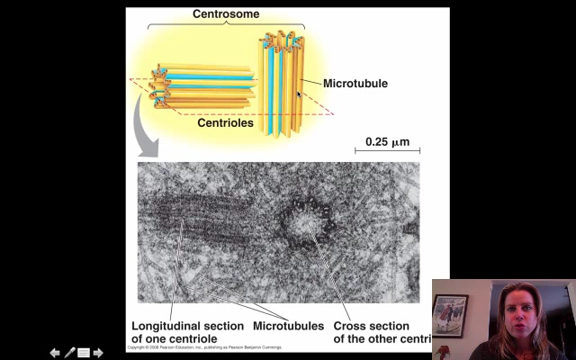 Centrosome
Microtubule
Centrioles
0.25 µm
Longitudinal section
of one centriole
Microtubules
Cross section
of the other centri
Copyright © 2008 Pearson Education, Inc., publishing as Pearson Benjamin Cummings.